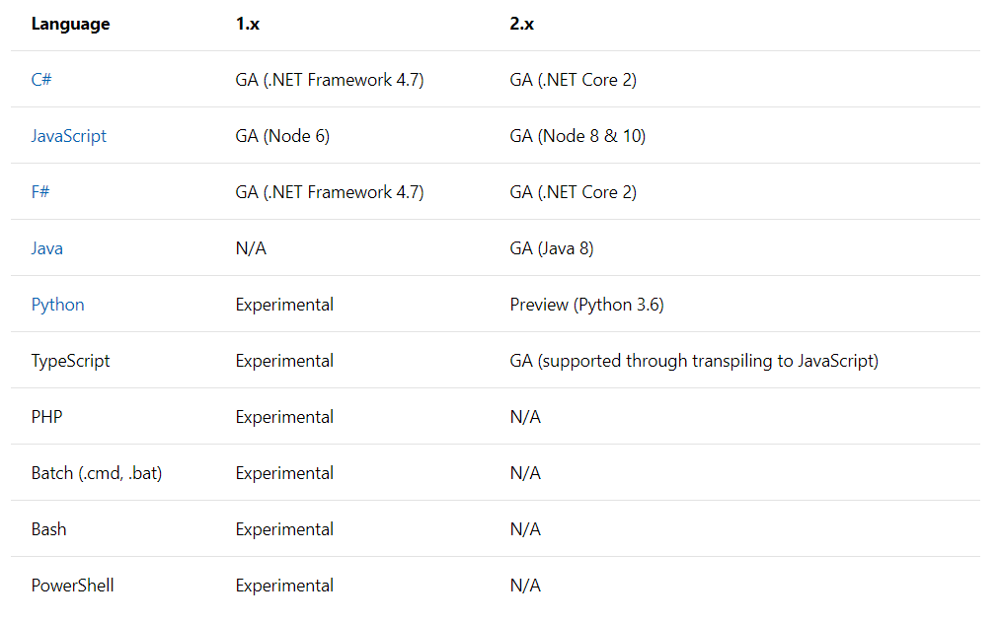 Language 1.x 2.x
C# GA (.NET Framework 4.7) GA (.NET Core 2)
JavaScript GA (Node 6) GA (Node 8 & 10)
F# GA (.NET Framework 4.7) GA (.NET Core 2)
Java N/A GA (Java 8)
Python Experimental Preview (Python 3.6)
TypeScript Experimental GA (supported through transpiling to JavaScript)
PHP Experimental N/A
Batch (.cmd, .bat) Experimental N/A
Bash Experimental N/A
PowerShell Experimental N/A